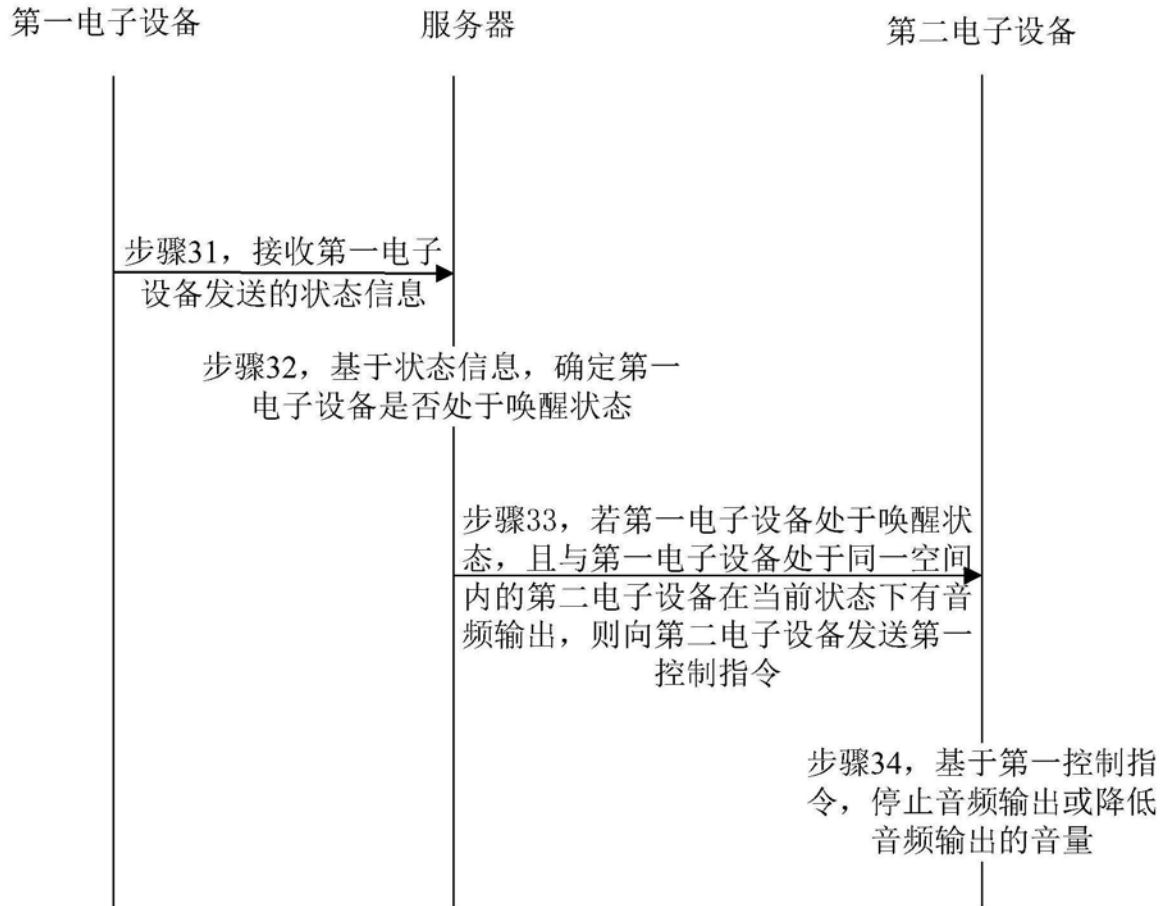 第一电子设备
服务器
第二电子设备
步骤31，接收第一电子
设备发送的状态信息
步骤32，基于状态信息，确定第一
电子设备是否处于唤醒状态
步骤33，若第一电子设备处于唤醒状
态，且与第一电子设备处于同一空间
内的第二电子设备在当前状态下有音
频输出，则向第二电子设备发送第一
控制指令
步骤34，基于第一控制指
令，停止音频输出或降低
音频输出的音量